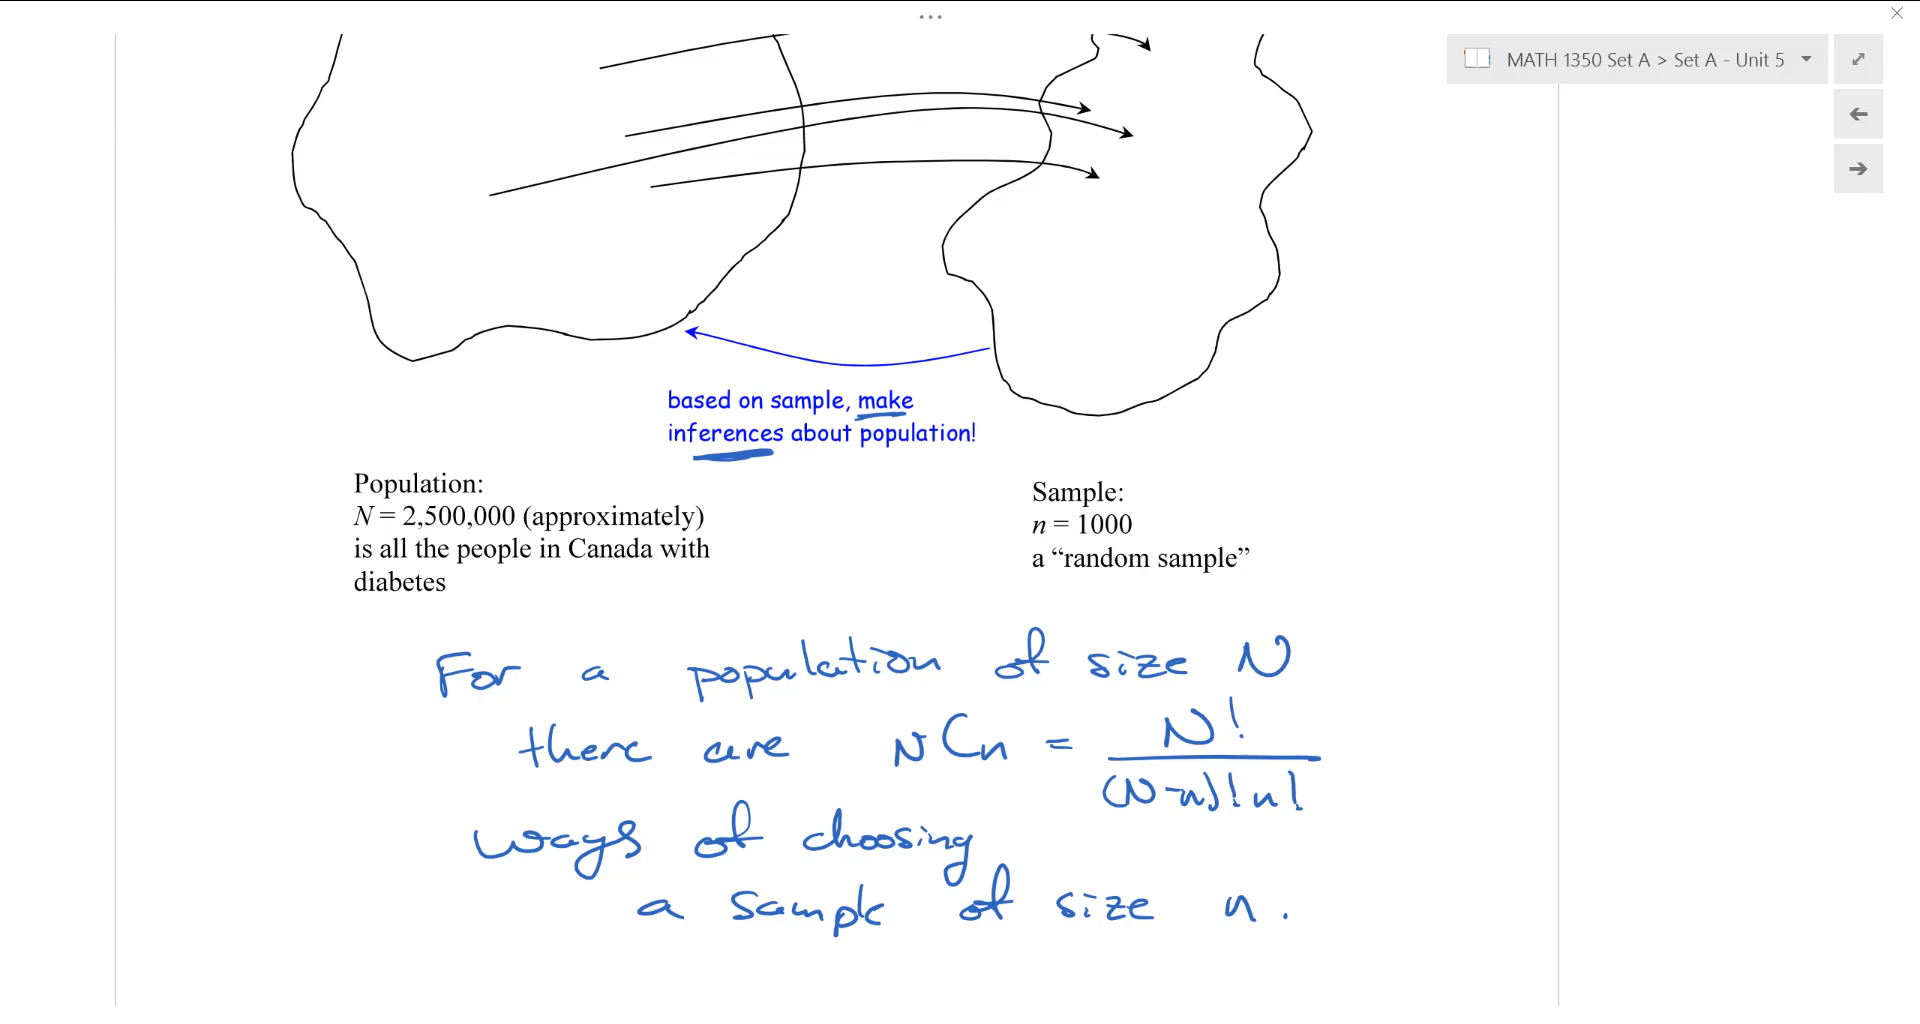 ...
MATH 1350 Set A > Set A - Unit 5
based on sample, make
inferences about population!
Population:
N = 2,500,000 (approximately)
is all the people in Canada with
diabetes
Sample:
n = 1000
a “random sample”
For a population of size N
there are NCn = N! / (N-n)! n!
ways of choosing
a sample of size n.